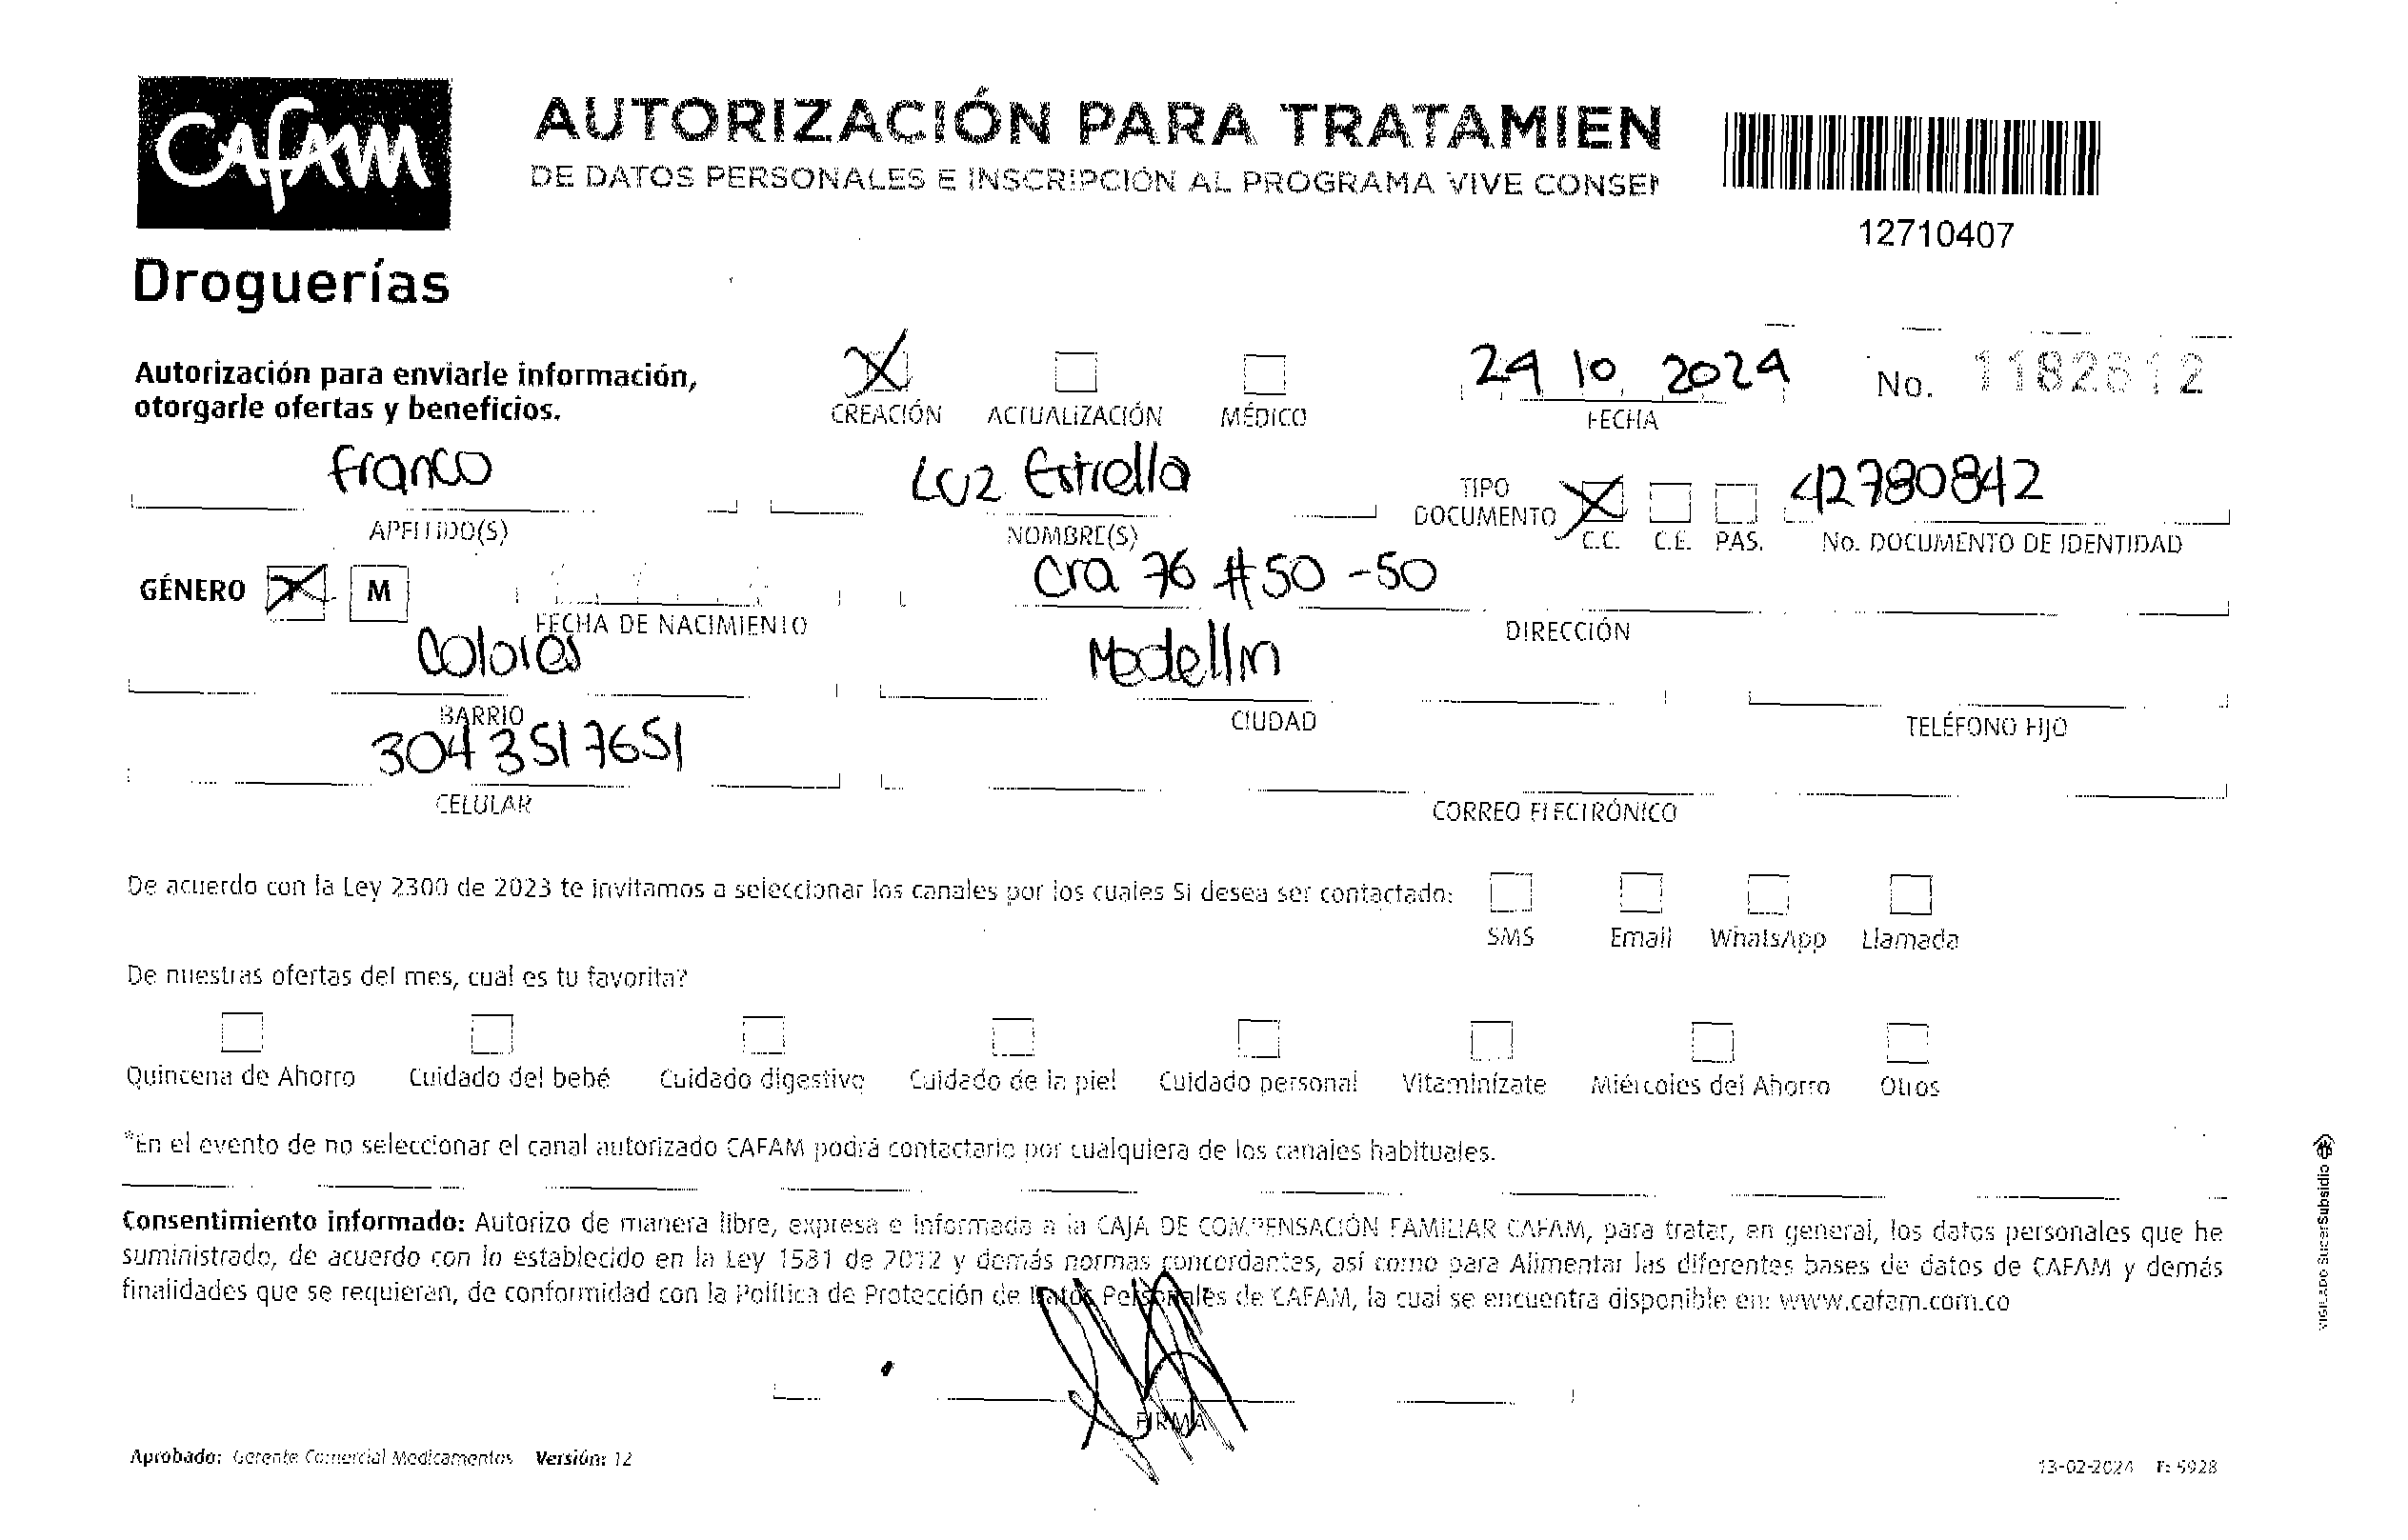 CAFAM
Droguerías
AUTORIZACIÓN PARA TRATAMIEN
DE DATOS PERSONALES E INSCRIPCIÓN AL PROGRAMA VIVE CONSE
12710407
Autorización para enviarle información,
otorgarle ofertas y beneficios.
X CREACIÓN ACTUALIZACIÓN MÉDICO
24 10 2024
FECHA
No. 1182612
Franco
APELLIDO(S)
Luz Estrella
NOMBRE(S)
TIPO DOCUMENTO X C.C. C.E. PAS.
42780842
No. DOCUMENTO DE IDENTIDAD
GÉNERO X M
FECHA DE NACIMIENTO
Cra 76 #50-50
DIRECCIÓN
Colores
BARRIO
Medellin
CIUDAD
TELÉFONO FIJO
3043517651
CELULAR
CORREO ELECTRÓNICO
De acuerdo con la Ley 2300 de 2023 te invitamos a seleccionar los canales por los cuales Si desea ser contactado:
SMS Email WhatsApp Llamada
De nuestras ofertas del mes, cual es tu favorita?
Quincena de Ahorro Cuidado del bebé Cuidado digestivo Cuidado de la piel Cuidado personal Vitaminízate Miércoles del Ahorro Otros
*En el evento de no seleccionar el canal autorizado CAFAM podrá contactarlo por cualquiera de los canales habituales.
Consentimiento informado: Autorizo de manera libre, expresa e informada a la CAJA DE COMPENSACIÓN FAMILIAR CAFAM, para tratar, en general, los datos personales que he
suministrado, de acuerdo con lo establecido en la Ley 1581 de 2012 y demás normas concordantes, así como para Alimentar las diferentes bases de datos de CAFAM y demás
finalidades que se requieran, de conformidad con la Política de Protección de Datos Personales de CAFAM, la cual se encuentra disponible en: www.cafam.com.co
FIRMA
Aprobado: Gerente Comercial Medicamentos Versión: 12
13-02-2024 F: 5928
VIGILADO SuperSubsidio